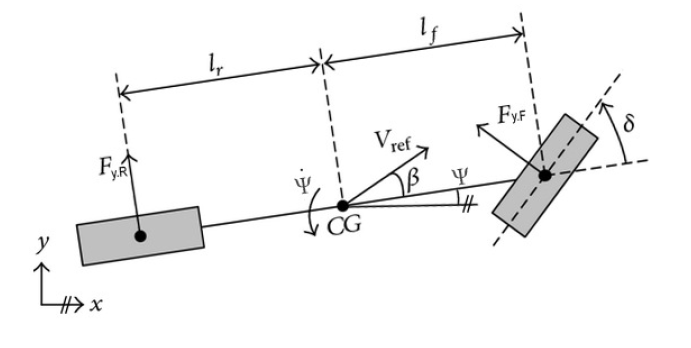 l_f
l_r
F_y.F
δ
V_ref
F_y.R
Ψ̇
β
Ψ
CG
y
x